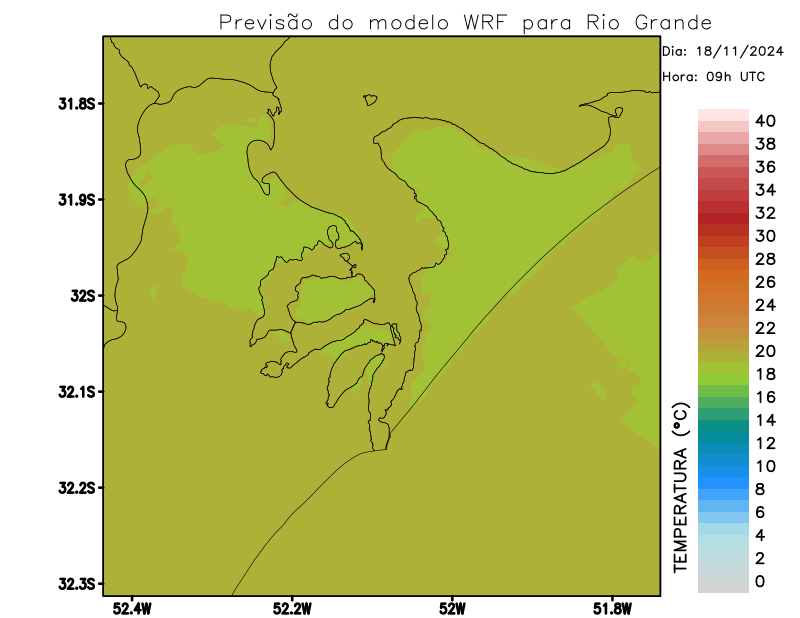 Previsão do modelo WRF para Rio Grande
Dia: 18/11/2024
Hora: 09h UTC
31.8S
31.9S
32S
32.1S
32.2S
32.3S
52.4W
52.2W
52W
51.8W
TEMPERATURA (ºC)
40
38
36
34
32
30
28
26
24
22
20
18
16
14
12
10
8
6
4
2
0